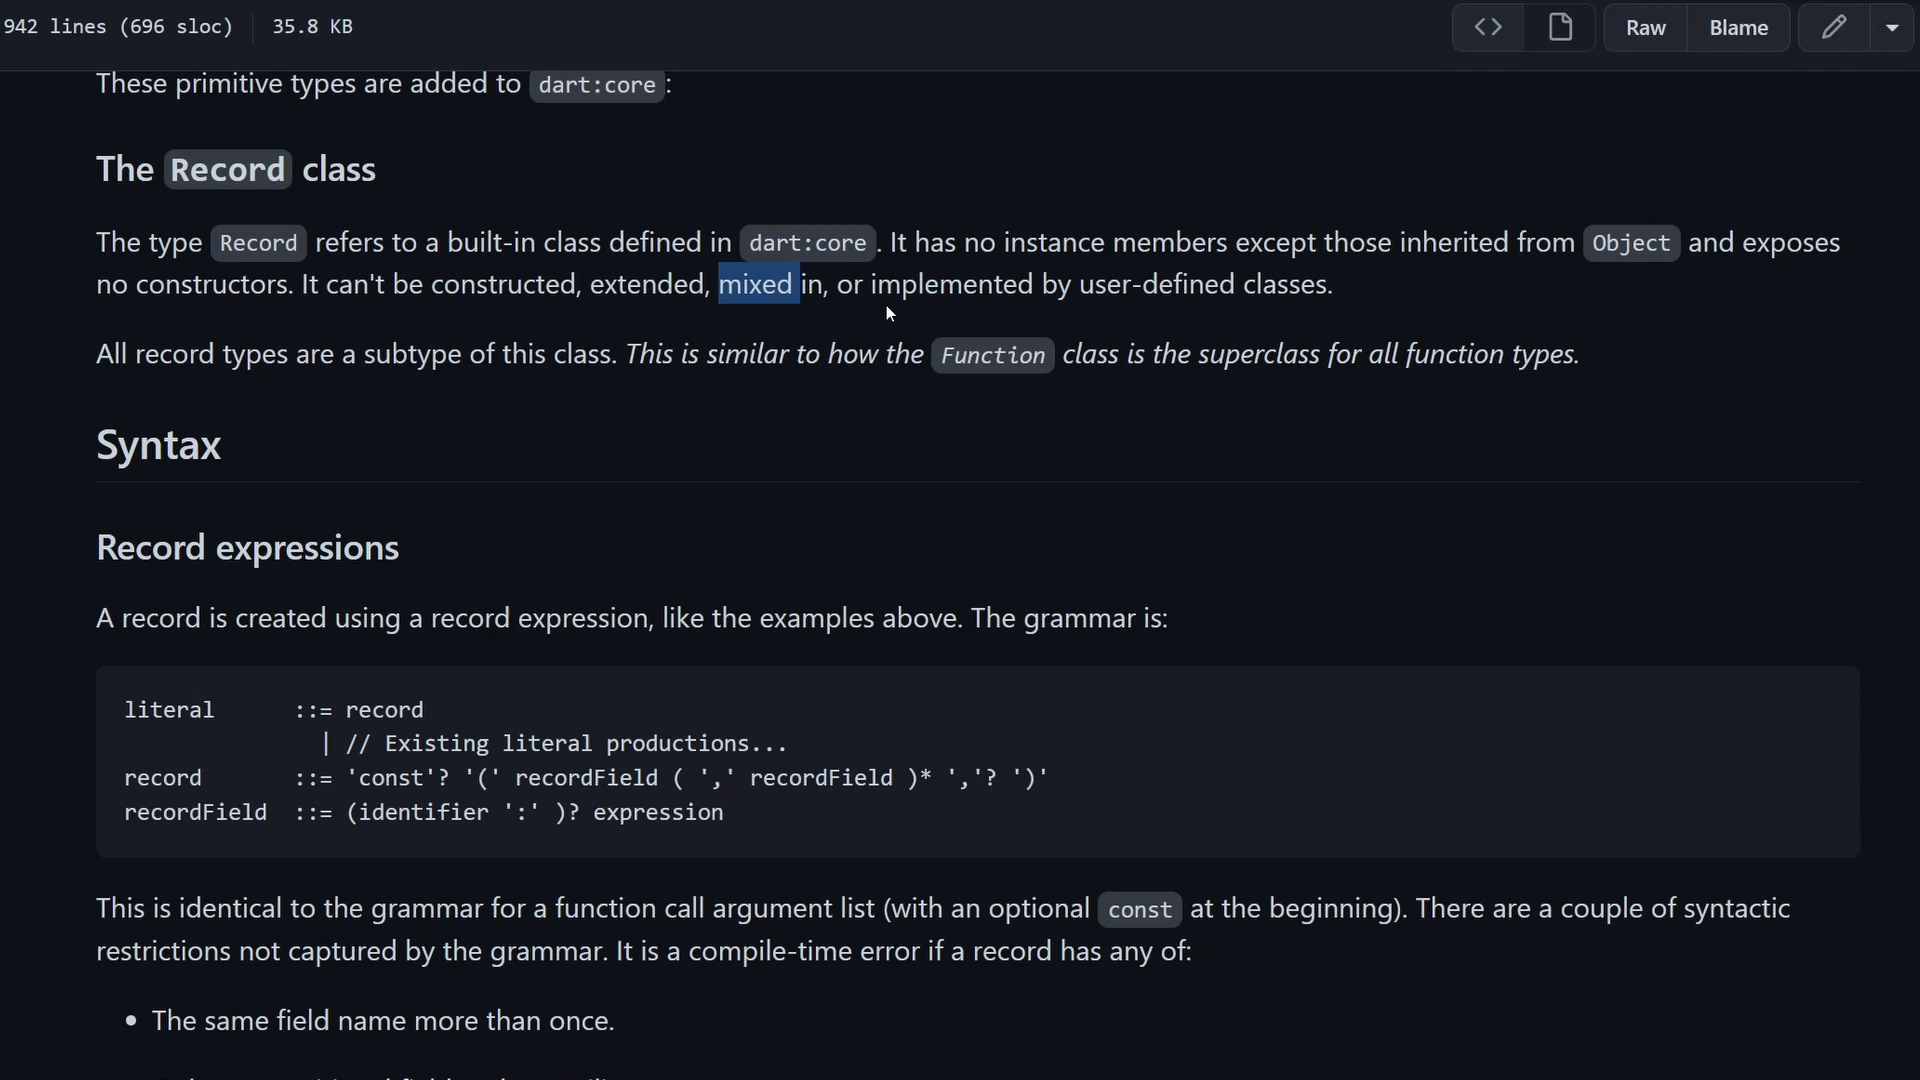 942 lines (696 sloc) 35.8 KB Raw Blame
These primitive types are added to dart:core:
The Record class
The type Record refers to a built-in class defined in dart:core. It has no instance members except those inherited from Object and exposes
no constructors. It can't be constructed, extended, mixed in, or implemented by user-defined classes.
All record types are a subtype of this class. This is similar to how the Function class is the superclass for all function types.
Syntax
Record expressions
A record is created using a record expression, like the examples above. The grammar is:
literal ::= record
| // Existing literal productions...
record ::= 'const'? '(' recordField ( ',' recordField )* ','? ')'
recordField ::= (identifier ':' )? expression
This is identical to the grammar for a function call argument list (with an optional const at the beginning). There are a couple of syntactic
restrictions not captured by the grammar. It is a compile-time error if a record has any of:
• The same field name more than once.